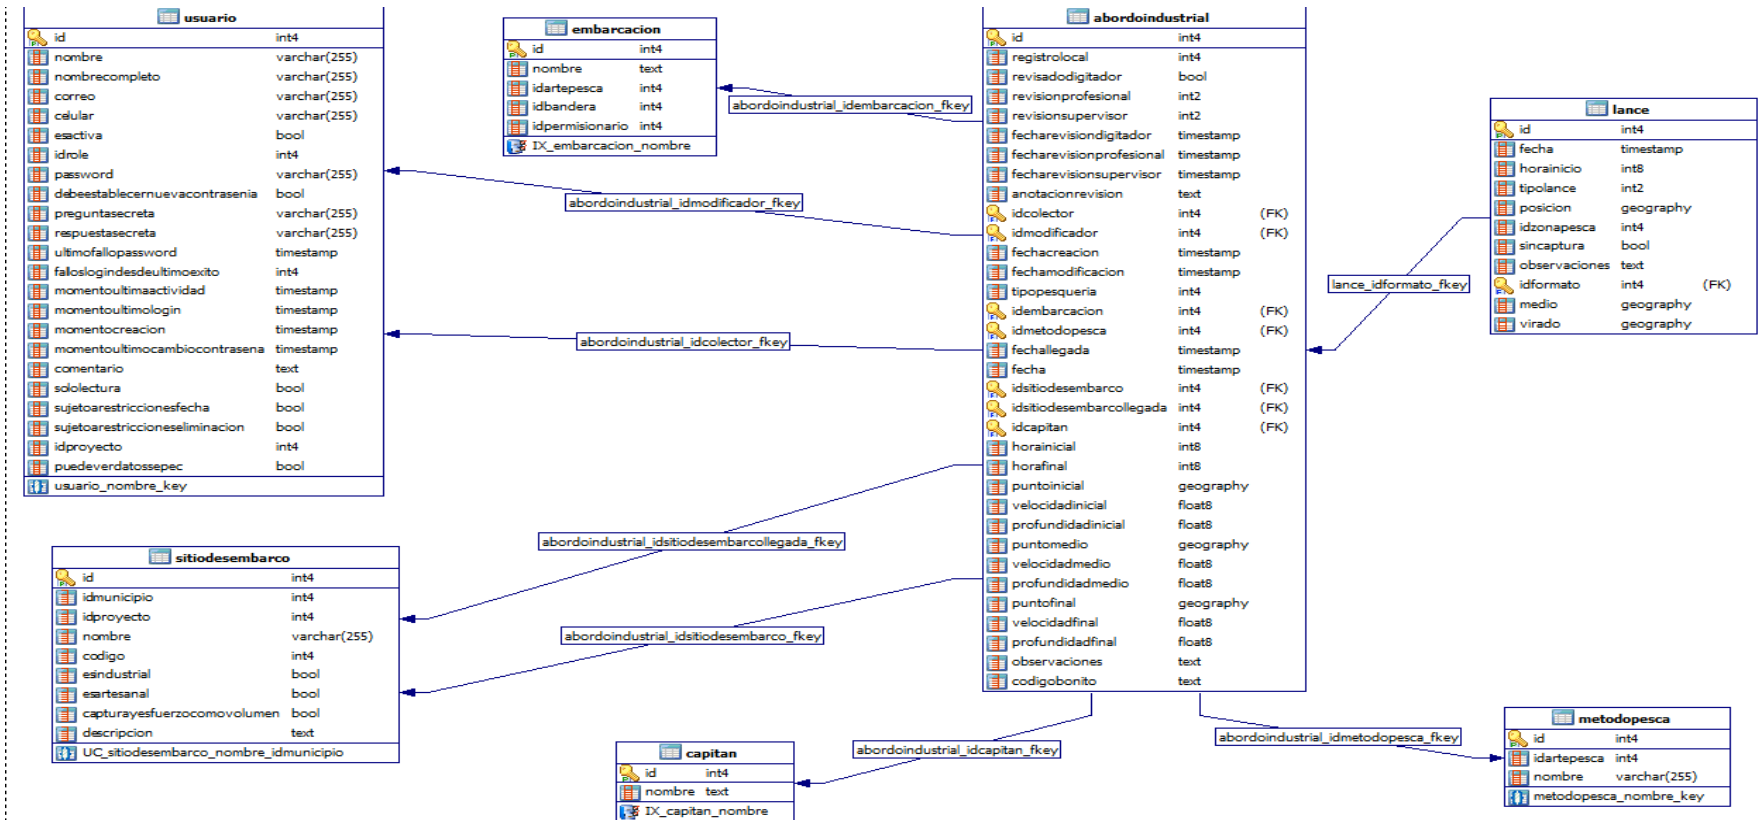 usuario
id int4
nombre varchar(255)
nombrecompleto varchar(255)
correo varchar(255)
celular varchar(255)
esactiva bool
idrole int4
password varchar(255)
debeestablecernuevacontrasenia bool
preguntasecreta varchar(255)
respuestasecreta varchar(255)
ultimofallopassword timestamp
falloslogindesdeultimoexito int4
momentoultimaactividad timestamp
momentoultimologin timestamp
momentocreacion timestamp
momentoultimocambiocontrasena timestamp
comentario text
sololectura bool
sujetoarestriccionesfecha bool
sujetoarestriccioneseliminacion bool
idproyecto int4
puedeverdatossepec bool
usuario_nombre_key
embarcacion
id int4
nombre text
idartepesca int4
idbandera int4
idpermisionario int4
IX_embarcacion_nombre
abordoindustrial_idembarcacion_fkey
abordoindustrial_idmodificador_fkey
abordoindustrial_idcolector_fkey
abordoindustrial
id int4
registrolocal int4
revisadodigitador bool
revisionprofesional int2
revisionsupervisor int2
fecharevisiondigitador timestamp
fecharevisionprofesional timestamp
fecharevisionsupervisor timestamp
anotacionrevision text
idcolector int4 (FK)
idmodificador int4 (FK)
fechacreacion timestamp
fechamodificacion timestamp
tipopesqueria int4
idembarcacion int4 (FK)
idmetodopesca int4 (FK)
fechallegada timestamp
fecha timestamp
idsitiodesembarco int4 (FK)
idsitiodesembarcollegada int4 (FK)
idcapitan int4 (FK)
horainicial int8
horafinal int8
puntoinicial geography
velocidadinicial float8
profundidadinicial float8
puntomedio geography
velocidadmedio float8
profundidadmedio float8
puntofinal geography
velocidadfinal float8
profundidadfinal float8
observaciones text
codigobonito text
lance
id int4
fecha timestamp
horainicio int8
tipolance int2
posicion geography
idzonapesca int4
sincaptura bool
observaciones text
idformato int4 (FK)
medio geography
virado geography
lance_idformato_fkey
abordoindustrial_idsitiodesembarcollegada_fkey
abordoindustrial_idsitiodesembarco_fkey
sitiodesembarco
id int4
idmunicipio int4
idproyecto int4
nombre varchar(255)
codigo int4
esindustrial bool
esartesanal bool
capturayesfuerzocomovolumen bool
descripcion text
UC_sitiodesembarco_nombre_idmunicipio
capitan
id int4
nombre text
IX_capitan_nombre
abordoindustrial_idcapitan_fkey
abordoindustrial_idmetodopesca_fkey
metodopesca
id int4
idartepesca int4
nombre varchar(255)
metodopesca_nombre_key